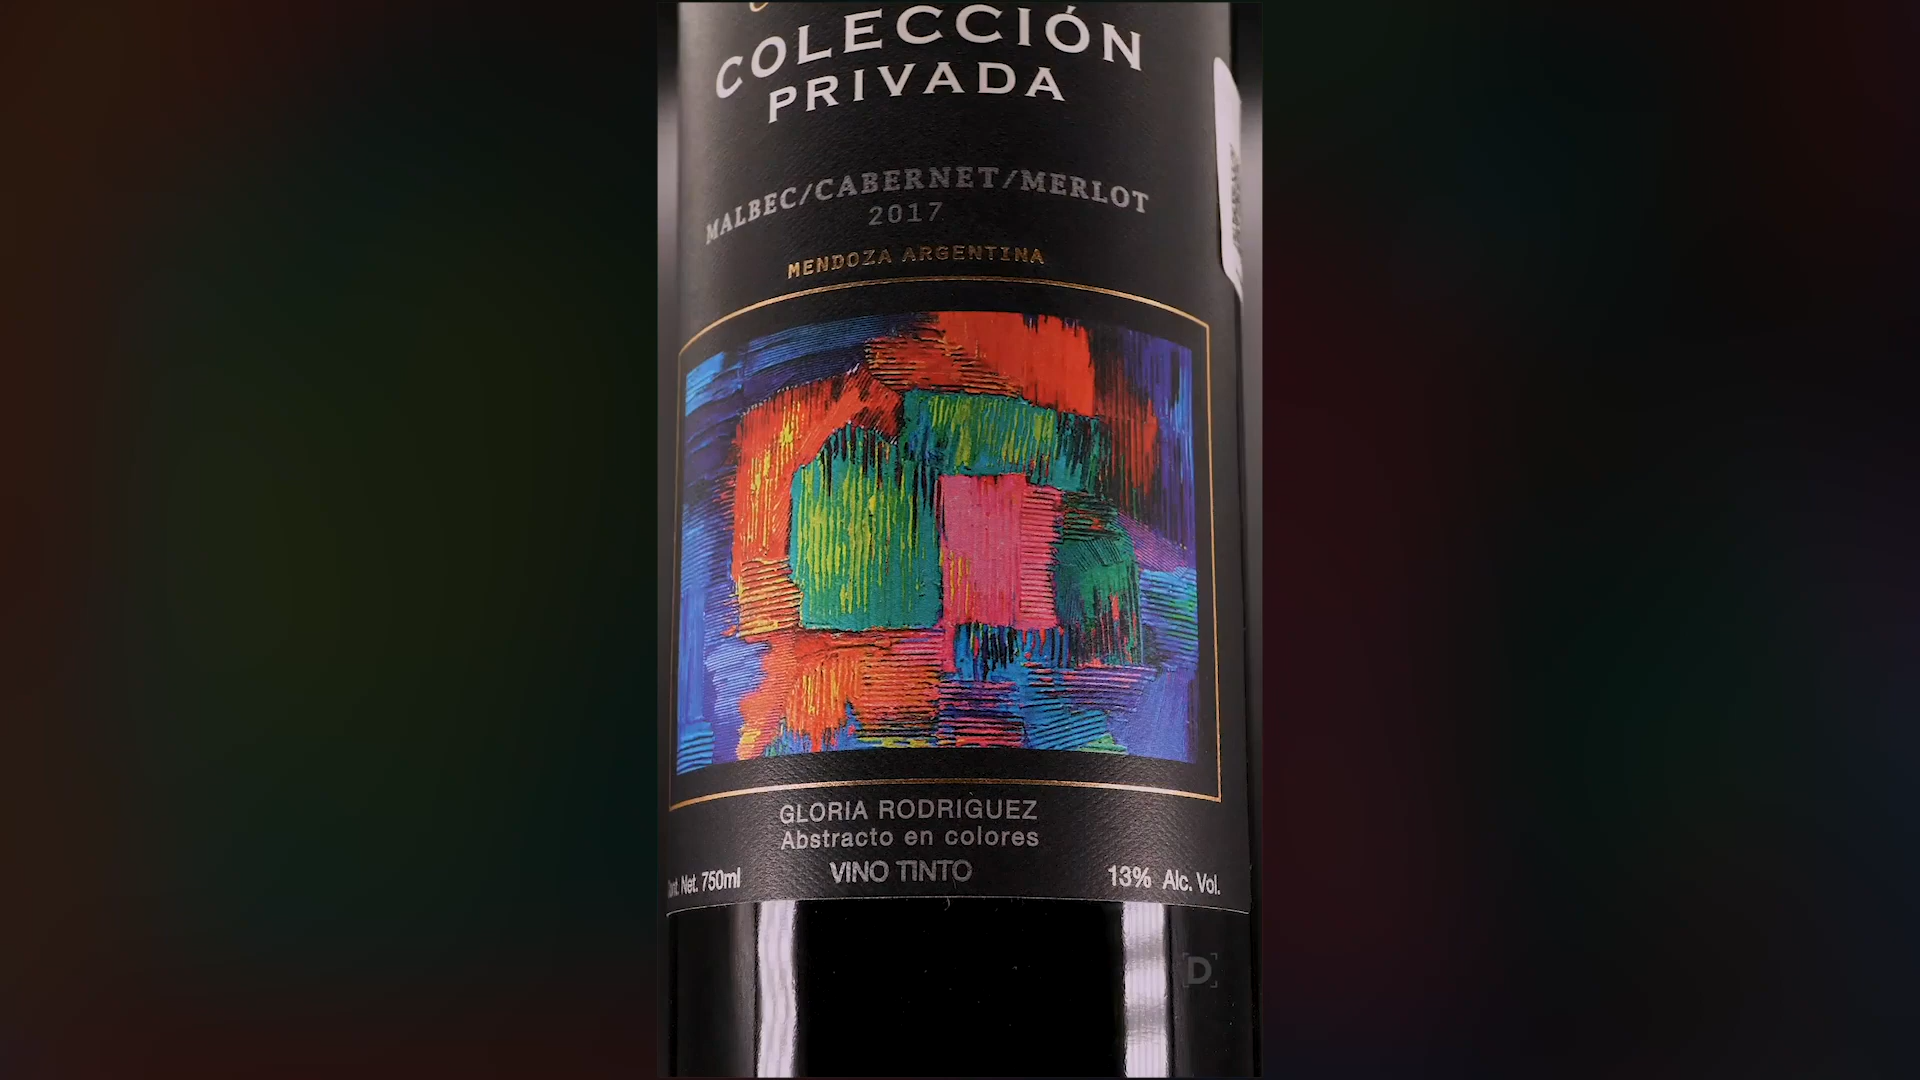 COLECCIÓN
PRIVADA
MALBEC/CABERNET/MERLOT
2017
MENDOZA ARGENTINA
GLORIA RODRIGUEZ
Abstracto en colores
VINO TINTO
Net. 750ml
13% Alc. Vol.
D